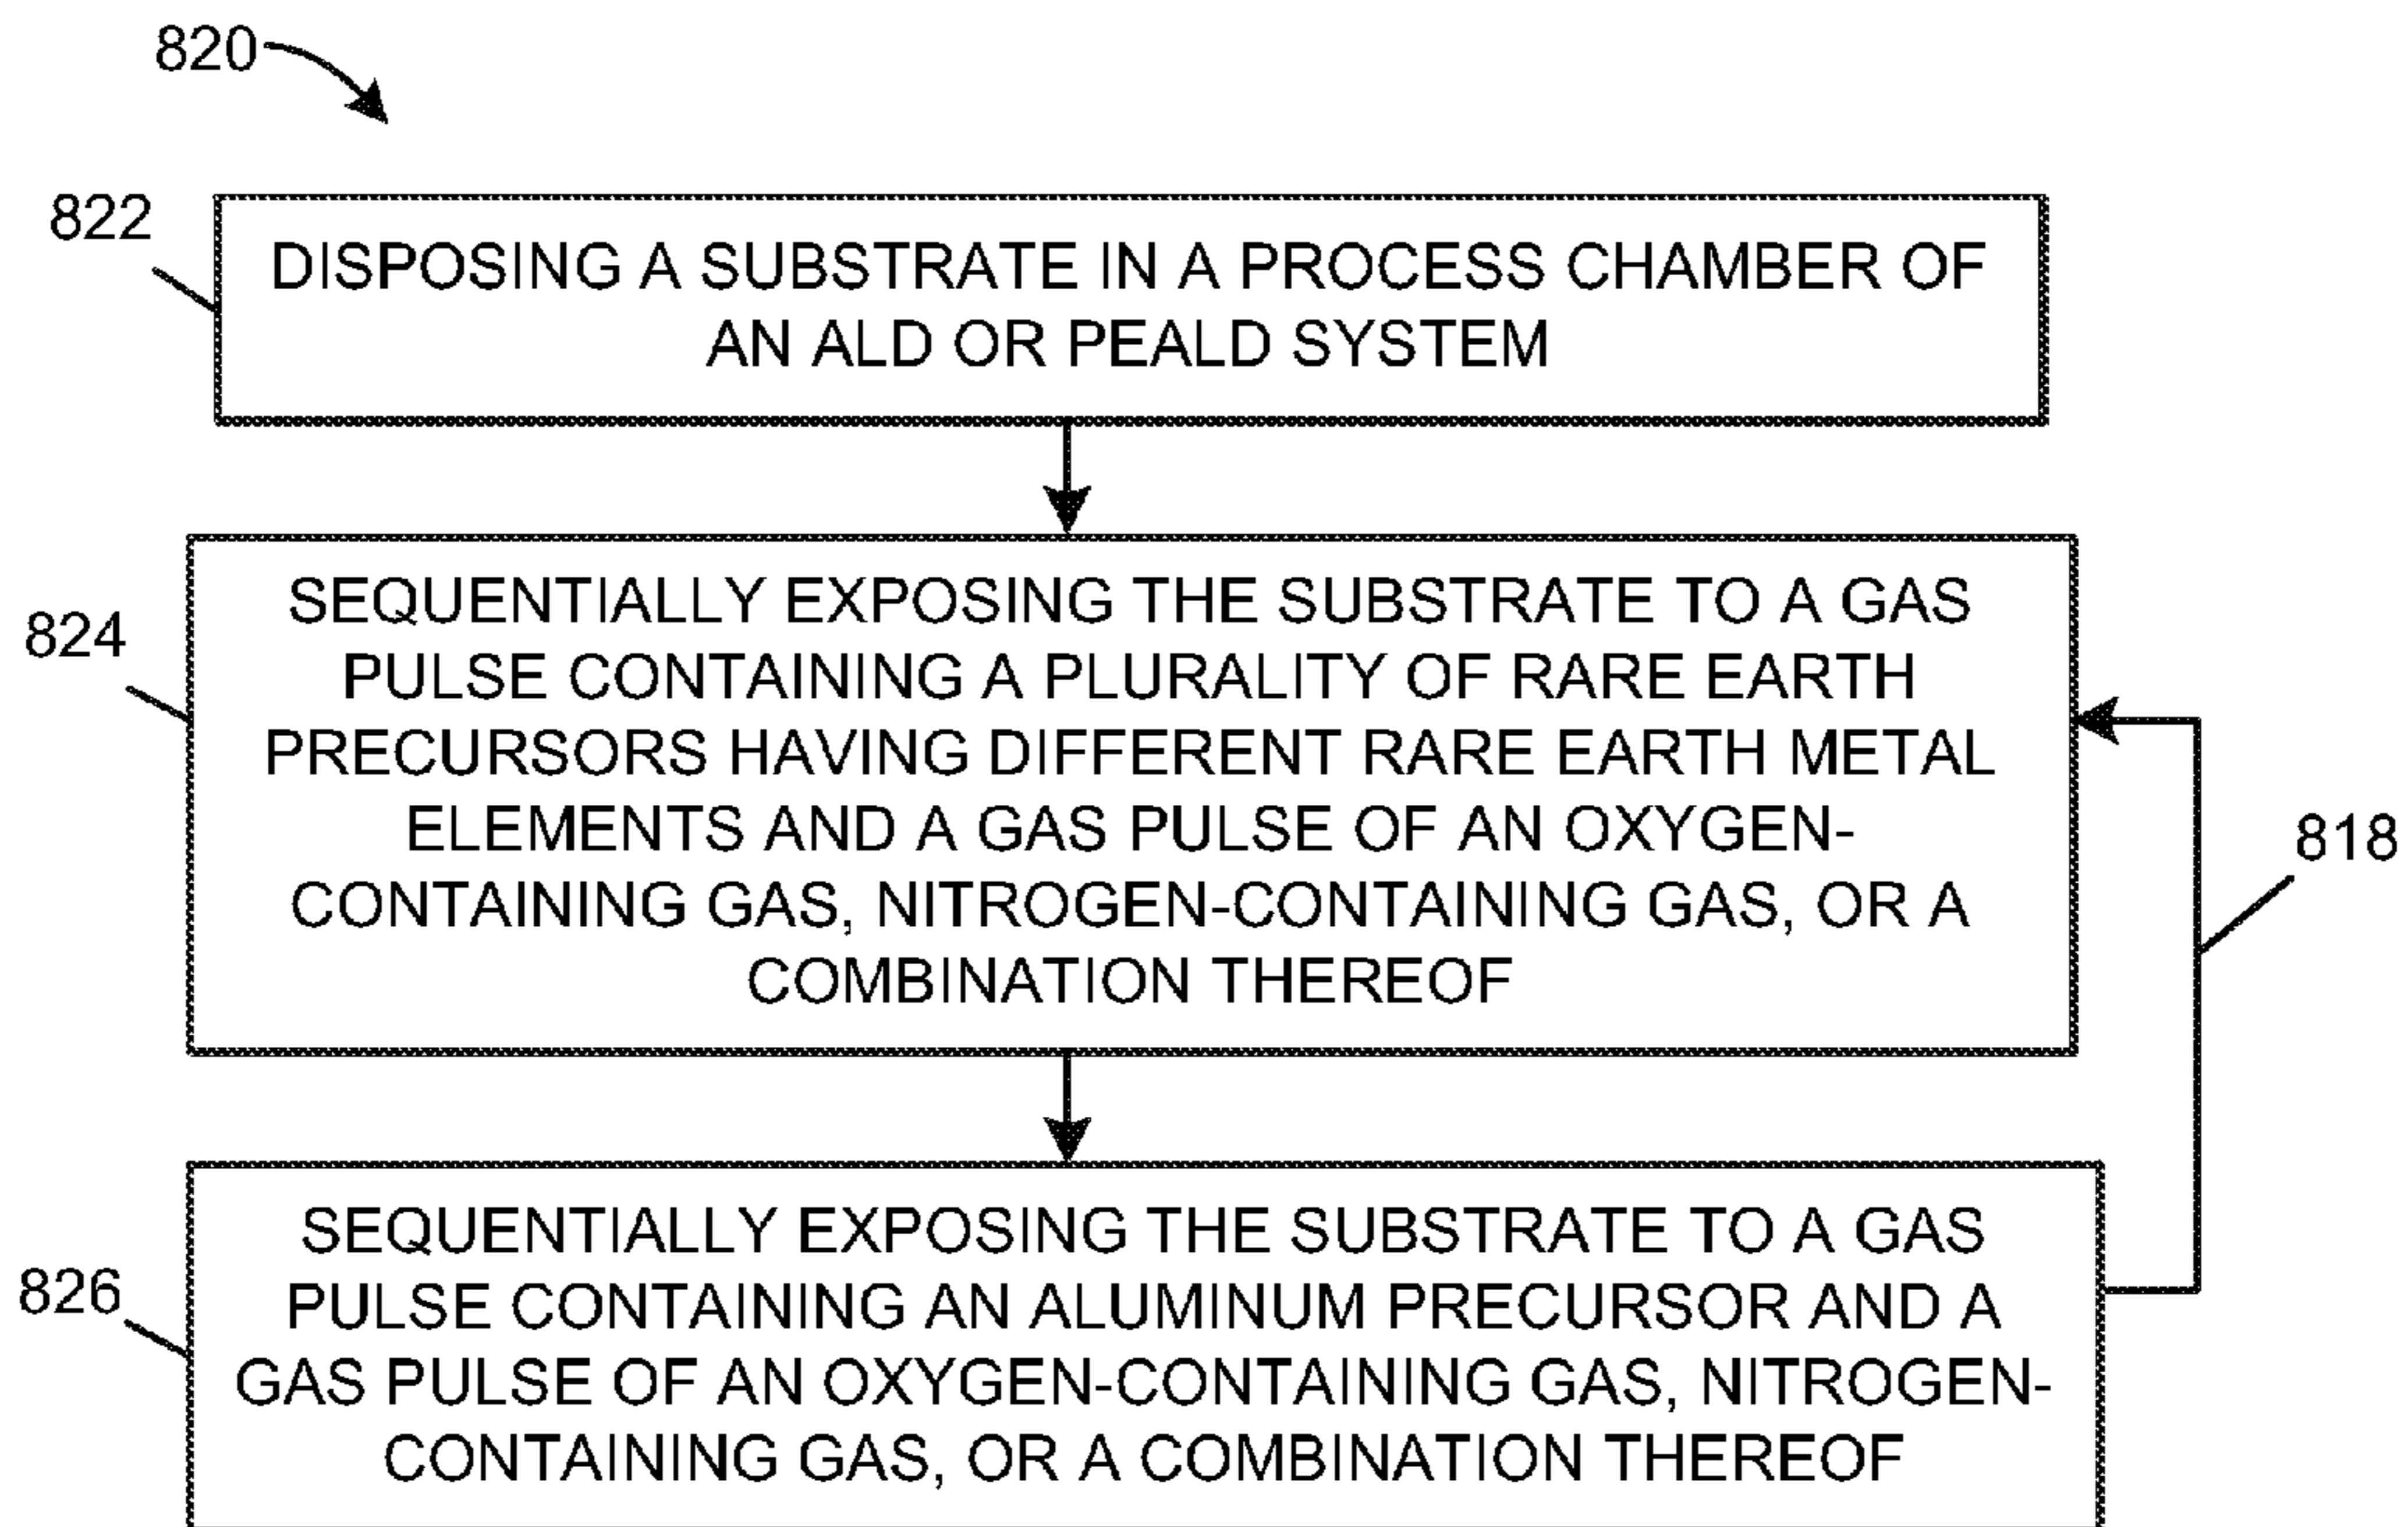 820
822
DISPOSING A SUBSTRATE IN A PROCESS CHAMBER OF
AN ALD OR PEALD SYSTEM
824
SEQUENTIALLY EXPOSING THE SUBSTRATE TO A GAS
PULSE CONTAINING A PLURALITY OF RARE EARTH
PRECURSORS HAVING DIFFERENT RARE EARTH METAL
ELEMENTS AND A GAS PULSE OF AN OXYGEN-
CONTAINING GAS, NITROGEN-CONTAINING GAS, OR A
COMBINATION THEREOF
818
826
SEQUENTIALLY EXPOSING THE SUBSTRATE TO A GAS
PULSE CONTAINING AN ALUMINUM PRECURSOR AND A
GAS PULSE OF AN OXYGEN-CONTAINING GAS, NITROGEN-
CONTAINING GAS, OR A COMBINATION THEREOF